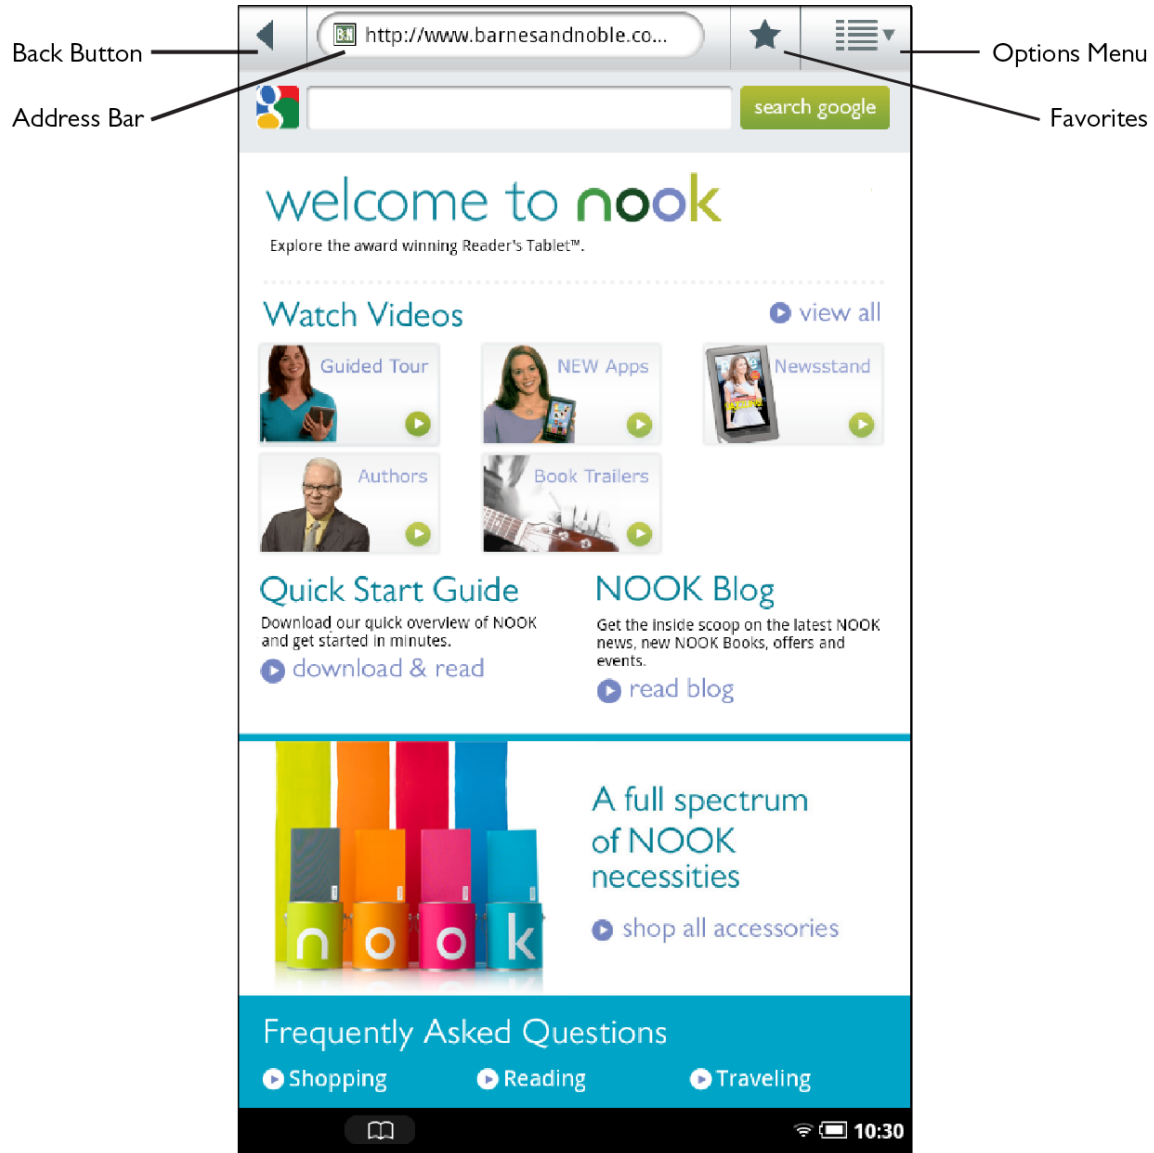 Back Button
Address Bar
Options Menu
Favorites
B&N http://www.barnesandnoble.co...
g
search google
welcome to nook
Explore the award winning Reader's Tablet™.
Watch Videos
view all
Guided Tour
NEW Apps
Newsstand
Authors
Book Trailers
Quick Start Guide
Download our quick overview of NOOK
and get started in minutes.
download & read
NOOK Blog
Get the inside scoop on the latest NOOK
news, new NOOK Books, offers and
events.
read blog
A full spectrum
of NOOK
necessities
shop all accessories
nook
Frequently Asked Questions
Shopping
Reading
Traveling
10:30